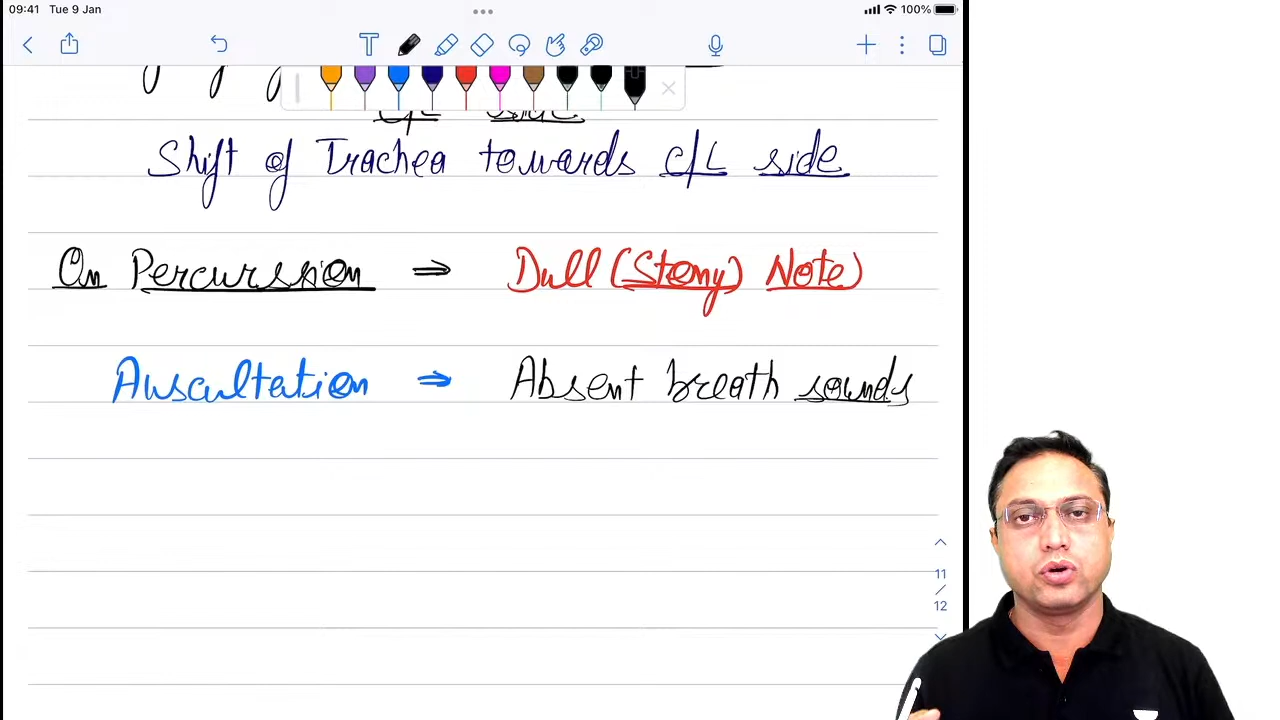 09:41 Tue 9 Jan
100%
Shift of Trachea towards c/L side
On Percurssion ⇒ Dull (Stony) Note)
Auscultation ⇒ Absent breath sounds
11
/
12